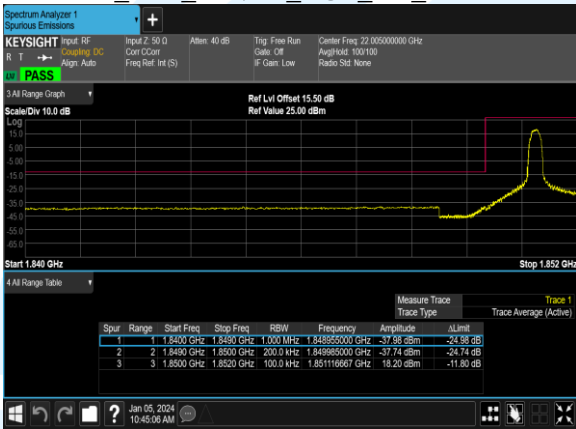 Spectrum Analyzer 1
Spurious Emissions
+
KEYSIGHT Input: RF Input Z: 50 Ω Atten: 40 dB Trig: Free Run Center Freq: 22.005000000 GHz
R T Coupling: DC Corr CCorr Gate: Off Avg|Hold: 100/100
Align: Auto Freq Ref: Int (S) IF Gain: Low Radio Std: None
PASS
3 All Range Graph
Ref Lvl Offset 15.50 dB
Scale/Div 10.0 dB Ref Value 25.00 dBm
Log
15.0
5.00
-5.00
-15.0
-25.0
-35.0
-45.0
-55.0
-65.0
Start 1.840 GHz Stop 1.852 GHz
4 All Range Table
Measure Trace Trace 1
Trace Type Trace Average (Active)
Spur Range Start Freq Stop Freq RBW Frequency Amplitude ΔLimit
1 1 1.8400 GHz 1.8490 GHz 1.000 MHz 1.848955000 GHz -37.98 dBm -24.98 dB
2 2 1.8490 GHz 1.8500 GHz 200.0 kHz 1.849985000 GHz -37.74 dBm -24.74 dB
3 3 1.8500 GHz 1.8520 GHz 100.0 kHz 1.851116667 GHz 18.20 dBm -11.80 dB
? Jan 05, 2024
10:45:06 AM